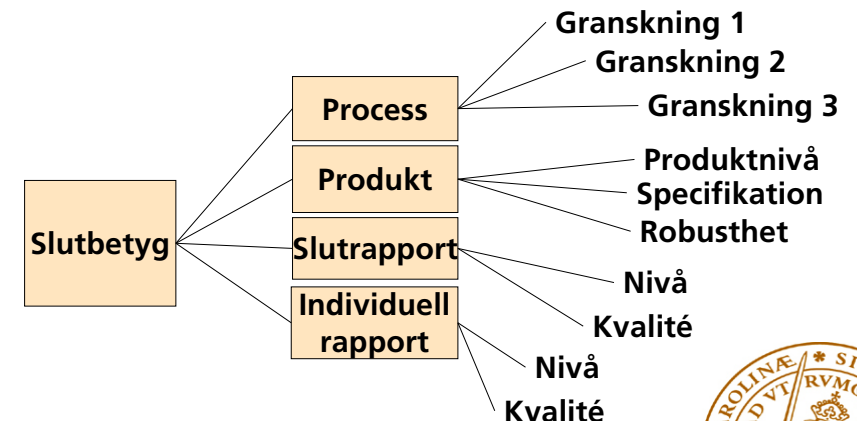 Slutbetyg
Process
Granskning 1
Granskning 2
Granskning 3
Produkt
Produktnivå
Specifikation
Robusthet
Slutrapport
Nivå
Kvalité
Individuell
rapport
Nivå
Kvalité